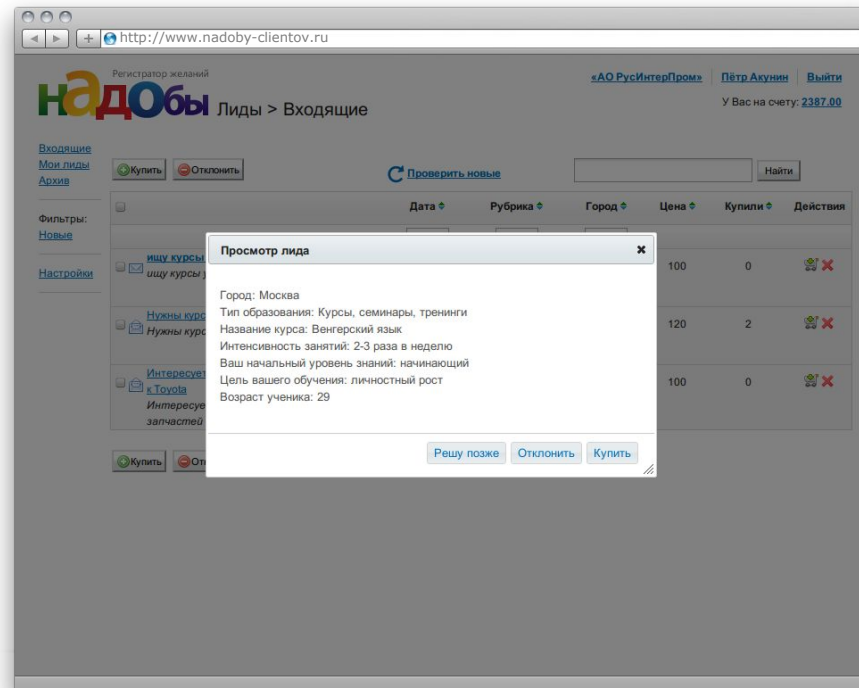 http://www.nadoby-clientov.ru
Регистратор желаний
надобы
Лиды > Входящие
«АО РусИнтерПром» Пётр Акунин Выйти
У Вас на счету: 2387.00
Входящие
Мои лиды
Архив
Фильтры:
Новые
Настройки
Купить Отклонить Проверить новые Найти
Дата Рубрика Город Цена Купили Действия
ищу курсы
ищу курсы
100 0
Нужны
Нужны
120 2
к Toyota
запчастей
100 0
Купить
Просмотр лида
Город: Москва
Тип образования: Курсы, семинары, тренинги
Название курса: Венгерский язык
Интенсивность занятий: 2-3 раза в неделю
Ваш начальный уровень знаний: начинающий
Цель вашего обучения: личностный рост
Возраст ученика: 29
Решу позже Отклонить Купить